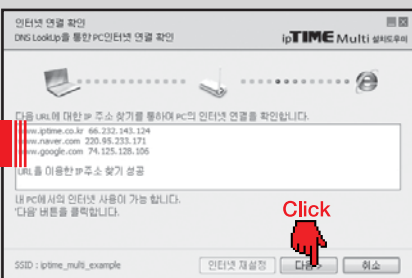 인터넷 연결 확인
DNS LookUp을 통한 PC인터넷 연결 확인
ipTIME Multi 설치도우미
다음 URL에 대한 IP 주소 찾기를 통하여 PC의 인터넷 연결을 확인합니다.
www.iptime.co.kr 66.232.143.124
www.naver.com 220.95.233.171
www.google.com 74.125.128.106
URL을 이용한 IP주소 찾기 성공
내 PC에서의 인터넷 사용이 가능 합니다.
'다음' 버튼을 클릭합니다.
Click
SSID : iptime_multi_example
인터넷 재설정
다음 >
취소